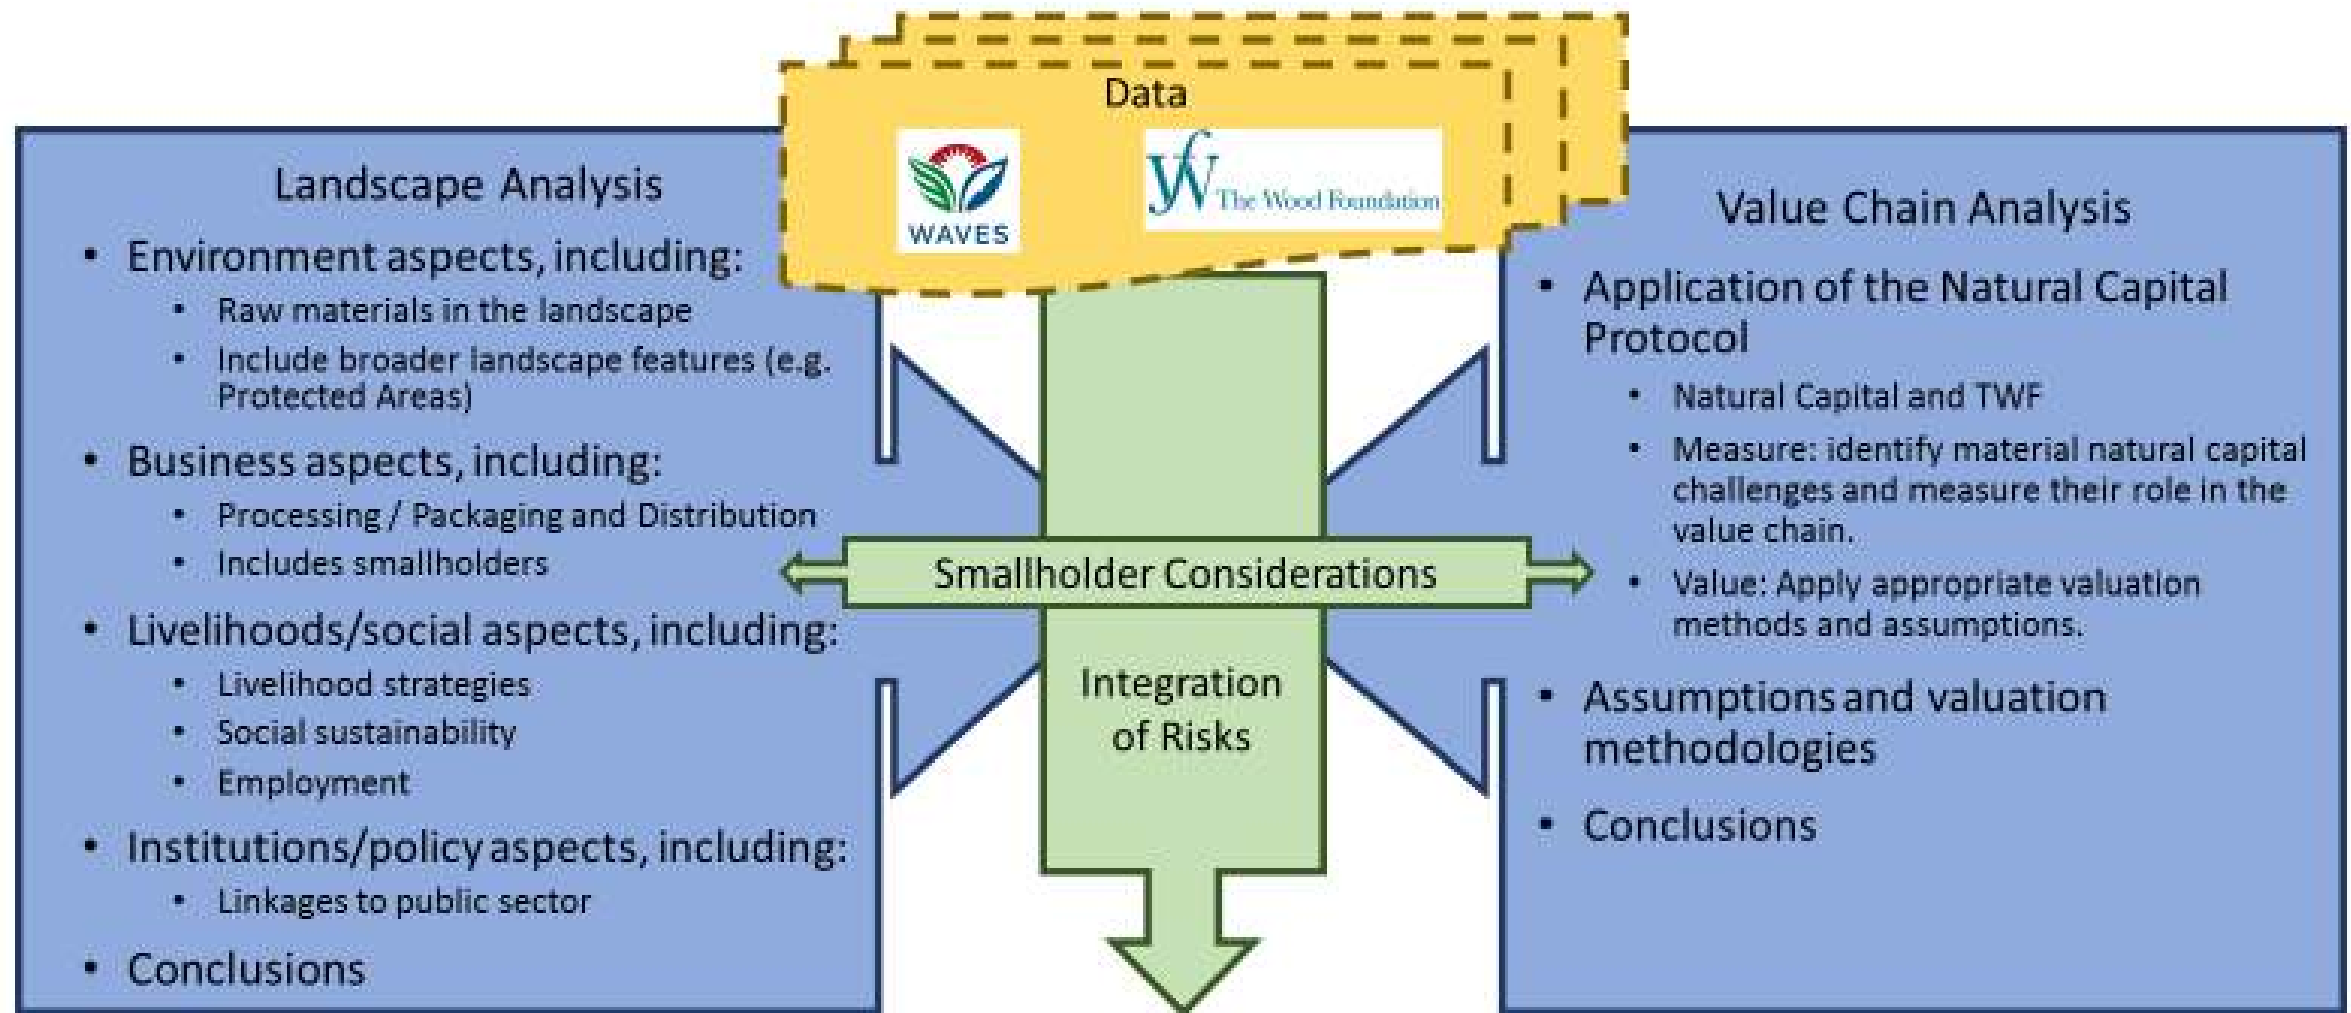 Data
WAVES
The Wood Foundation
Landscape Analysis
• Environment aspects, including:
• Raw materials in the landscape
• Include broader landscape features (e.g.
Protected Areas)
• Business aspects, including:
• Processing / Packaging and Distribution
• Includes smallholders
• Livelihoods/social aspects, including:
• Livelihood strategies
• Social sustainability
• Employment
• Institutions/policy aspects, including:
• Linkages to public sector
• Conclusions
Smallholder Considerations
Integration
of Risks
Value Chain Analysis
• Application of the Natural Capital
Protocol
• Natural Capital and TWF
• Measure: identify material natural capital
challenges and measure their role in the
value chain.
• Value: Apply appropriate valuation
methods and assumptions.
• Assumptions and valuation
methodologies
• Conclusions